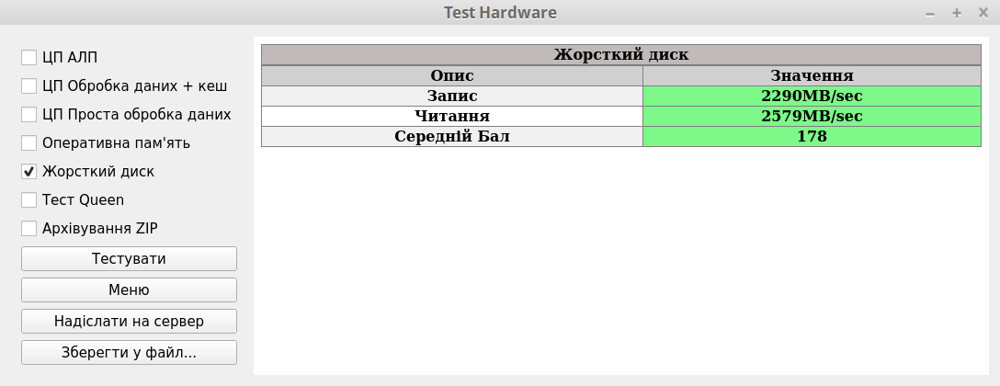 Test Hardware
ЦП АЛП
ЦП Обробка даних + кеш
ЦП Проста обробка даних
Оперативна пам'ять
Жорсткий диск
Тест Queen
Архівування ZIP
Тестувати
Меню
Надіслати на сервер
Зберегти у файл...
Жорсткий диск
Опис Значення
Запис 2290MB/sec
Читання 2579MB/sec
Середній Бал 178